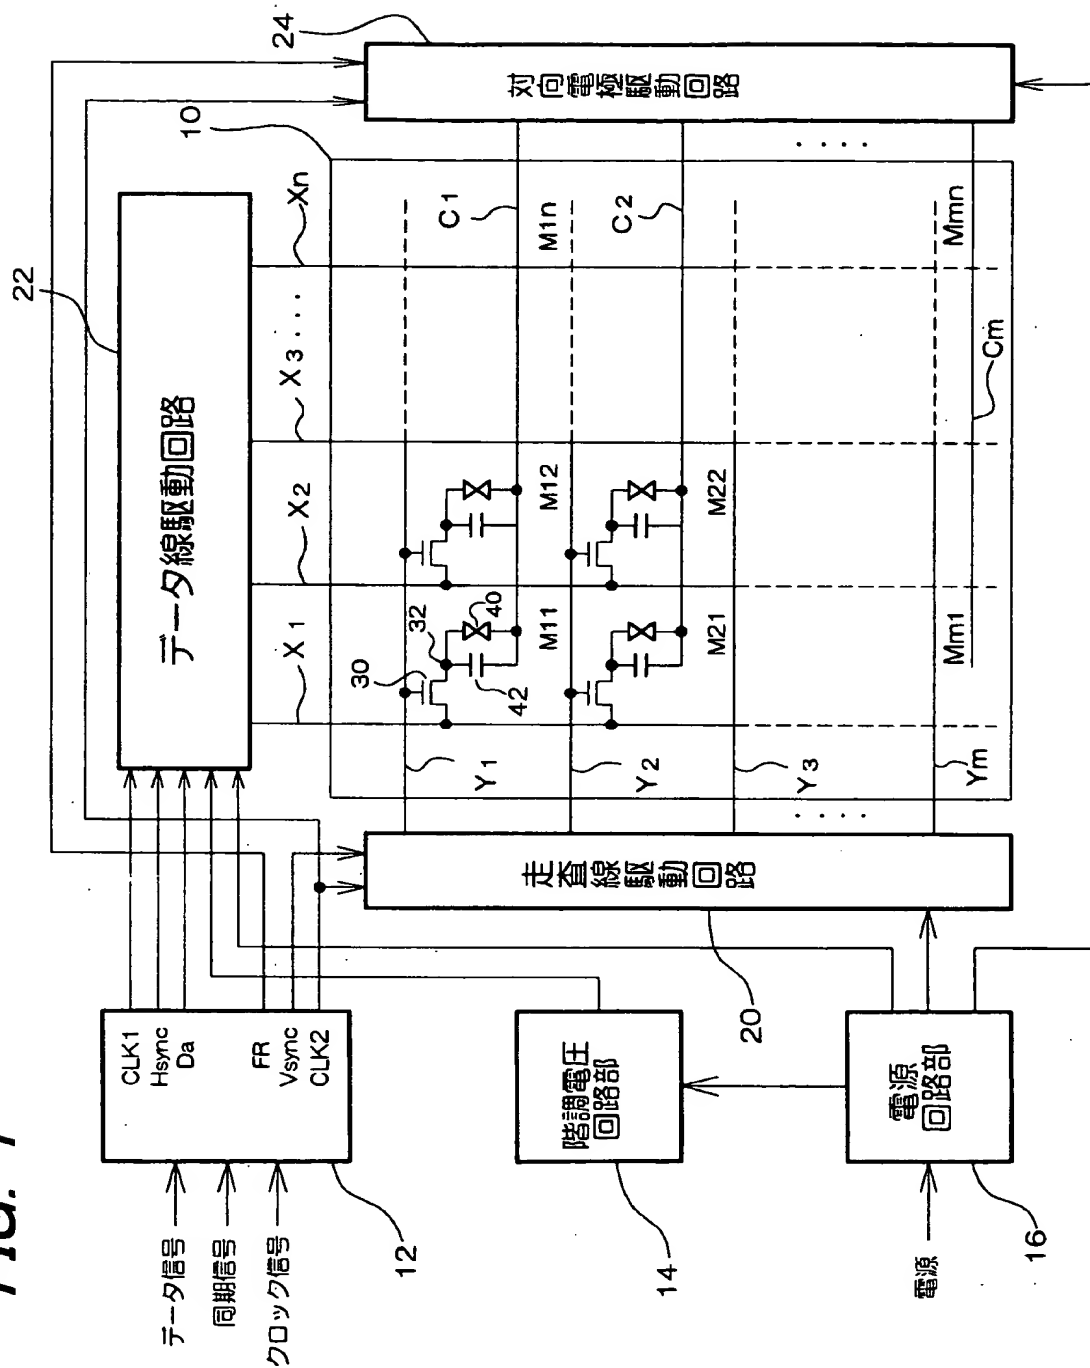 FIG. 1
データ信号
同期信号
クロック信号
12
CLK1
Hsync
Da
FR
Vsync
CLK2
データ線駆動回路
22
X1
X2
X3 ....
Xn
10
24
対向電極駆動回路
階調電圧
回路部
14
電源
電源
回路部
16
走査線駆動回路
20
Y1
30
32
40
42
M11
M12
C1
M1n
Y2
M21
M22
C2
Y3
....
....
Ym
Mm1
Cm
Mmn